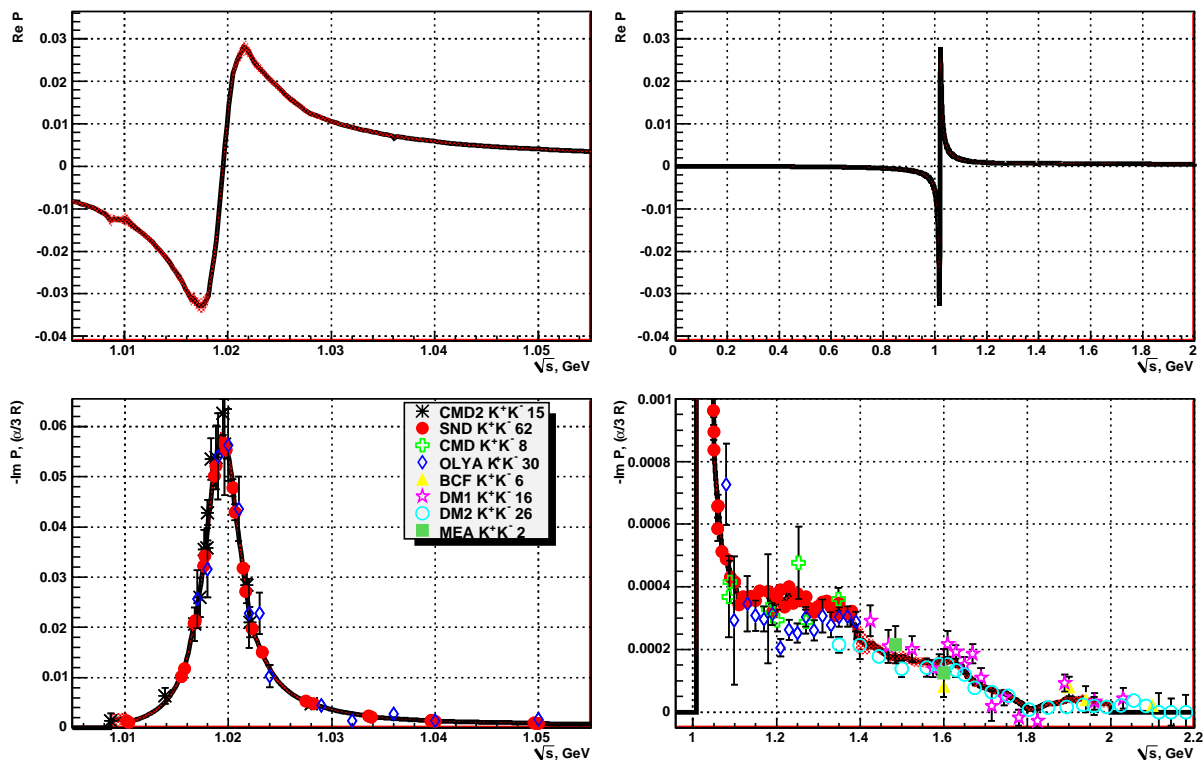 Re P
0.03
0.02
0.01
0
-0.01
-0.02
-0.03
-0.04
1.01 1.02 1.03 1.04 1.05
√s, GeV
Re P
0.03
0.02
0.01
0
-0.01
-0.02
-0.03
-0.04
0 0.2 0.4 0.6 0.8 1 1.2 1.4 1.6 1.8 2
√s, GeV
-Im P, (α/3 R)
0.06
0.05
0.04
0.03
0.02
0.01
0
1.01 1.02 1.03 1.04 1.05
√s, GeV
CMD2 K⁺K⁻ 15
SND K⁺K⁻ 62
CMD K⁺K⁻ 8
OLYA K⁺K⁻ 30
BCF K⁺K⁻ 6
DM1 K⁺K⁻ 16
DM2 K⁺K⁻ 26
MEA K⁺K⁻ 2
-Im P, (α/3 R)
0.001
0.0008
0.0006
0.0004
0.0002
0
1 1.2 1.4 1.6 1.8 2 2.2
√s, GeV